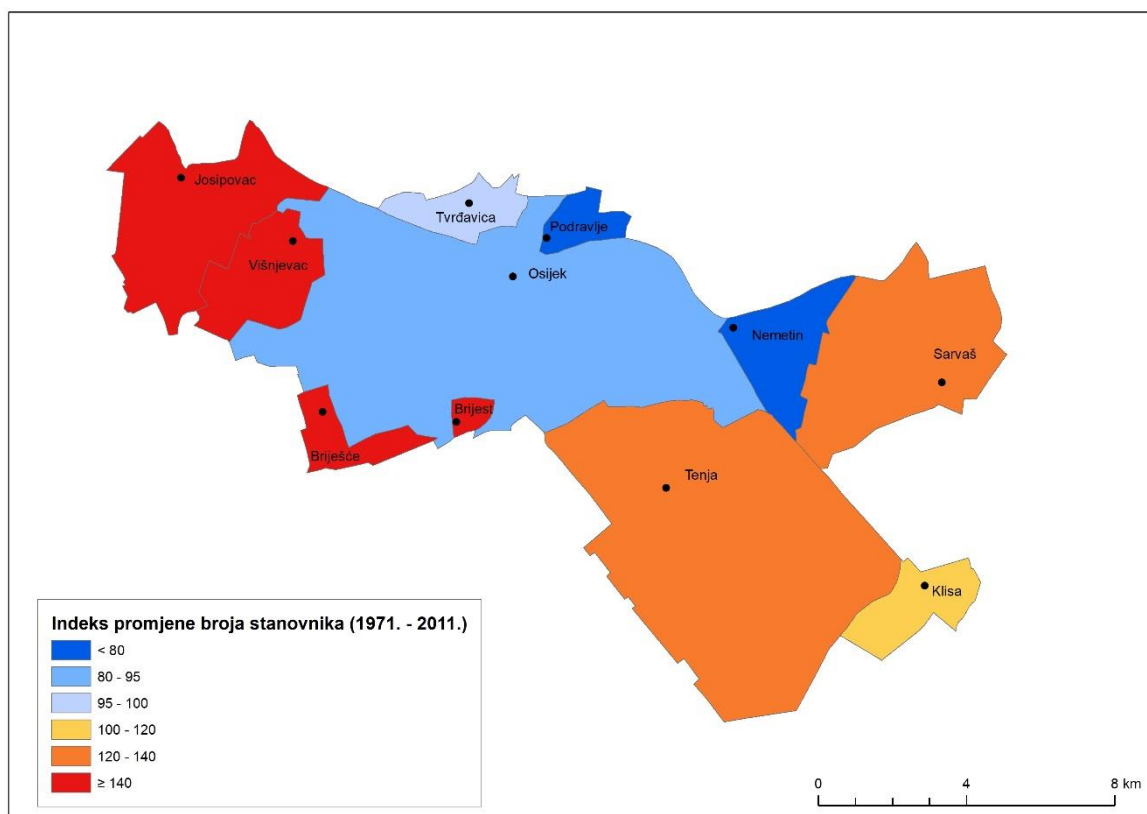 Josipovac
Tvrđavica
Podravlje
Višnjevac
Osijek
Nemetin
Sarvaš
Brijest
Briješće
Tenja
Klisa
Indeks promjene broja stanovnika (1971. - 2011.)
< 80
80 - 95
95 - 100
100 - 120
120 - 140
≥ 140
0 4 8 km